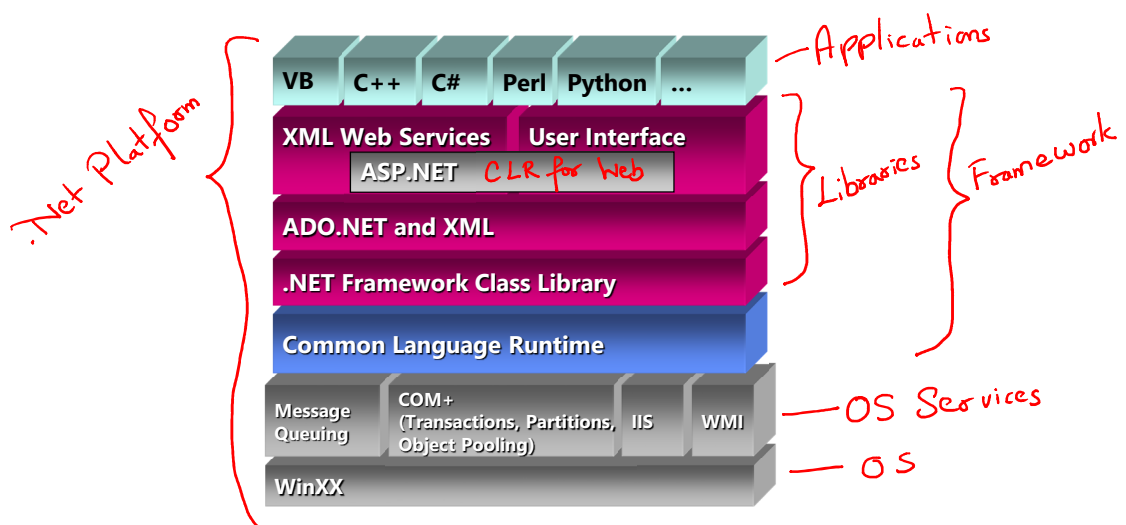 Applications
VB C++ C# Perl Python ...
.Net Platform
XML Web Services User Interface
ASP.NET CLR for Web
Libraries
Framework
ADO.NET and XML
.NET Framework Class Library
Common Language Runtime
Message
Queuing
COM+
(Transactions, Partitions,
Object Pooling)
IIS
WMI
OS Services
WinXX
OS